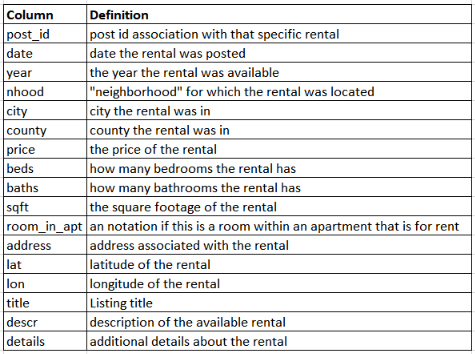 Column Definition
post_id post id association with that specific rental
date date the rental was posted
year the year the rental was available
nhood "neighborhood" for which the rental was located
city city the rental was in
county county the rental was in
price the price of the rental
beds how many bedrooms the rental has
baths how many bathrooms the rental has
sqft the square footage of the rental
room_in_apt an notation if this is a room within an apartment that is for rent
address address associated with the rental
lat latitude of the rental
lon longitude of the rental
title Listing title
descr description of the available rental
details additional details about the rental